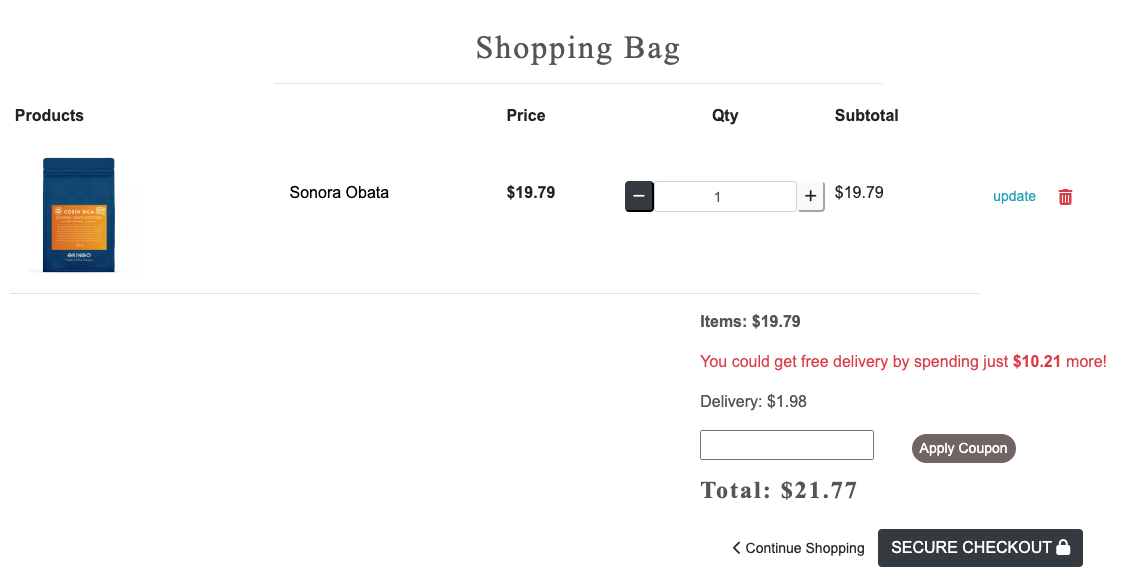 Shopping Bag
Products Price Qty Subtotal
COSTA RICA
GRINGO
Sonora Obata $19.79 1 $19.79 update
Items: $19.79
You could get free delivery by spending just $10.21 more!
Delivery: $1.98
Apply Coupon
Total: $21.77
Continue Shopping SECURE CHECKOUT